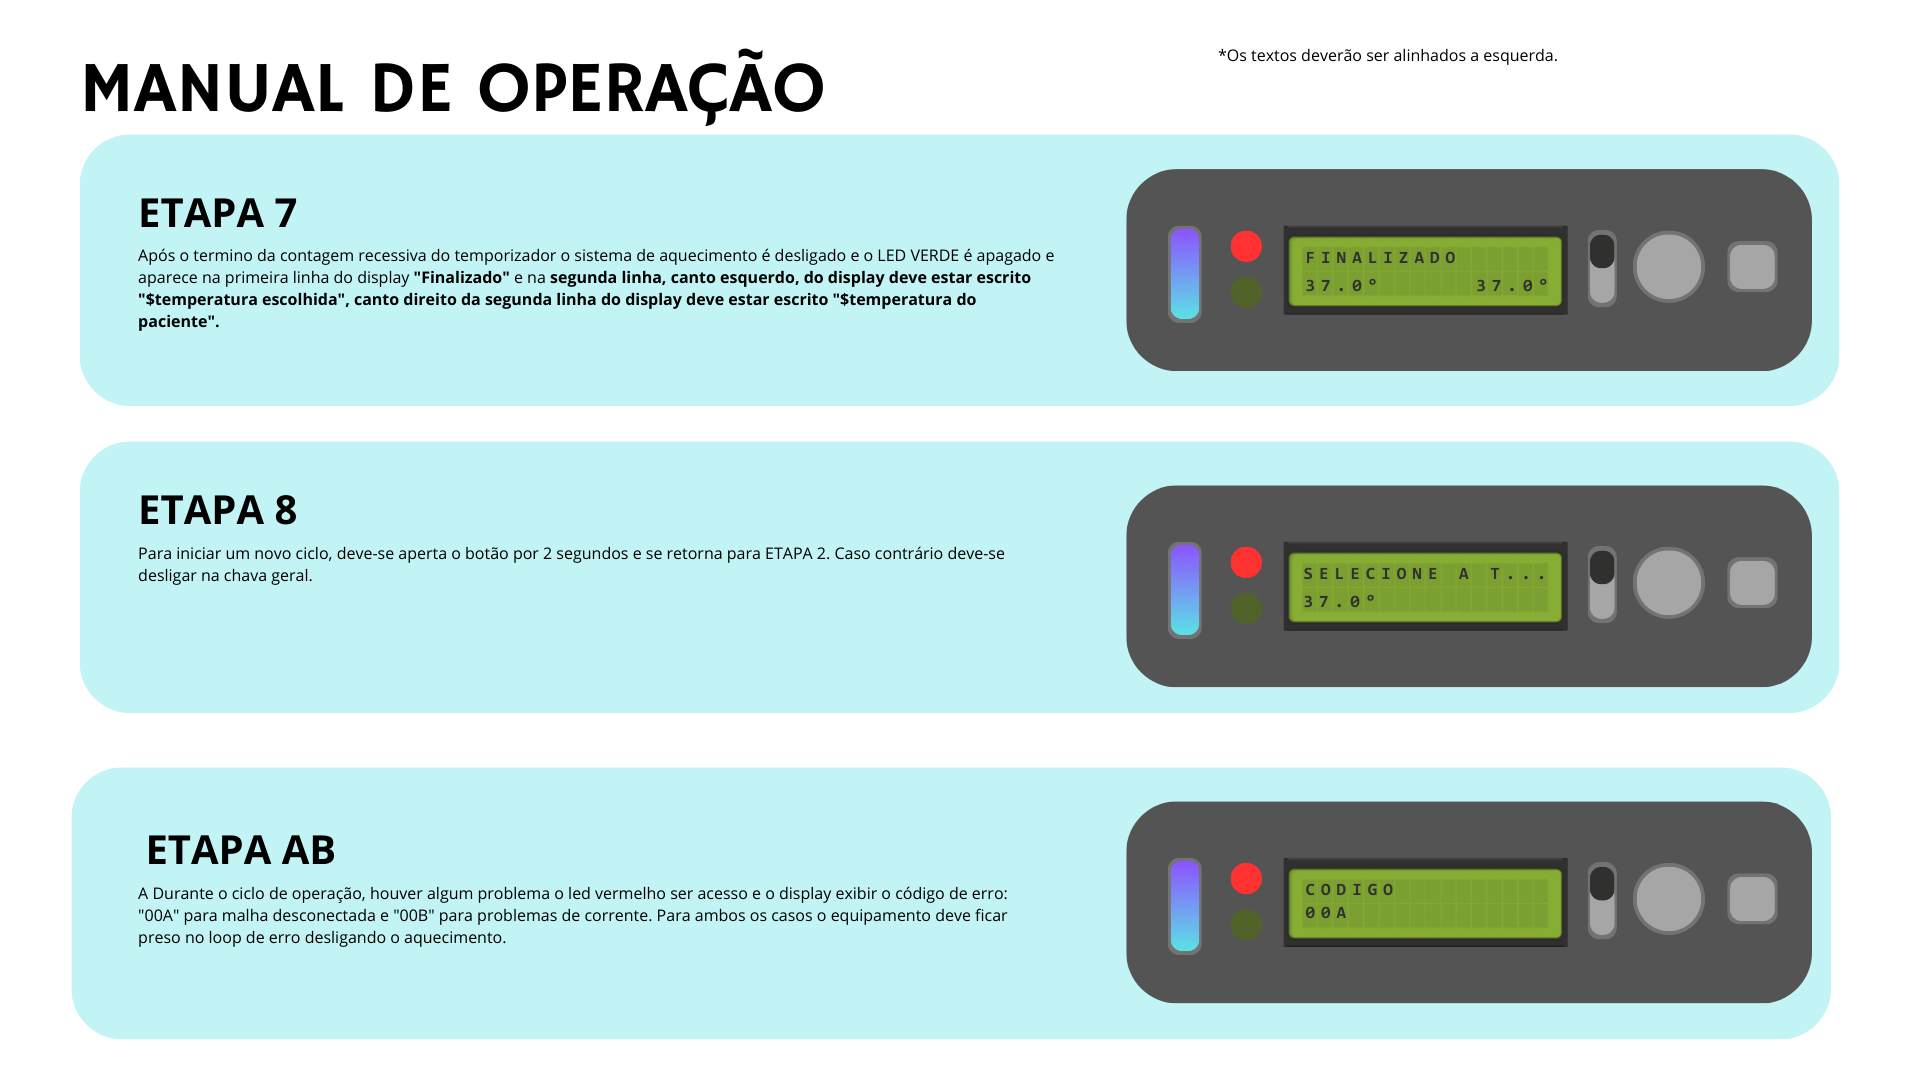 MANUAL DE OPERAÇÃO
*Os textos deverão ser alinhados a esquerda.
ETAPA 7
Após o termino da contagem recessiva do temporizador o sistema de aquecimento é desligado e o LED VERDE é apagado e
aparece na primeira linha do display "Finalizado" e na segunda linha, canto esquerdo, do display deve estar escrito
"$temperatura escolhida", canto direito da segunda linha do display deve estar escrito "$temperatura do
paciente".
FINALIZADO
37.0° 37.0°
ETAPA 8
Para iniciar um novo ciclo, deve-se aperta o botão por 2 segundos e se retorna para ETAPA 2. Caso contrário deve-se
desligar na chava geral.
SELECIONE A T...
37.0°
ETAPA AB
A Durante o ciclo de operação, houver algum problema o led vermelho ser acesso e o display exibir o código de erro:
"00A" para malha desconectada e "00B" para problemas de corrente. Para ambos os casos o equipamento deve ficar
preso no loop de erro desligando o aquecimento.
CODIGO
00A